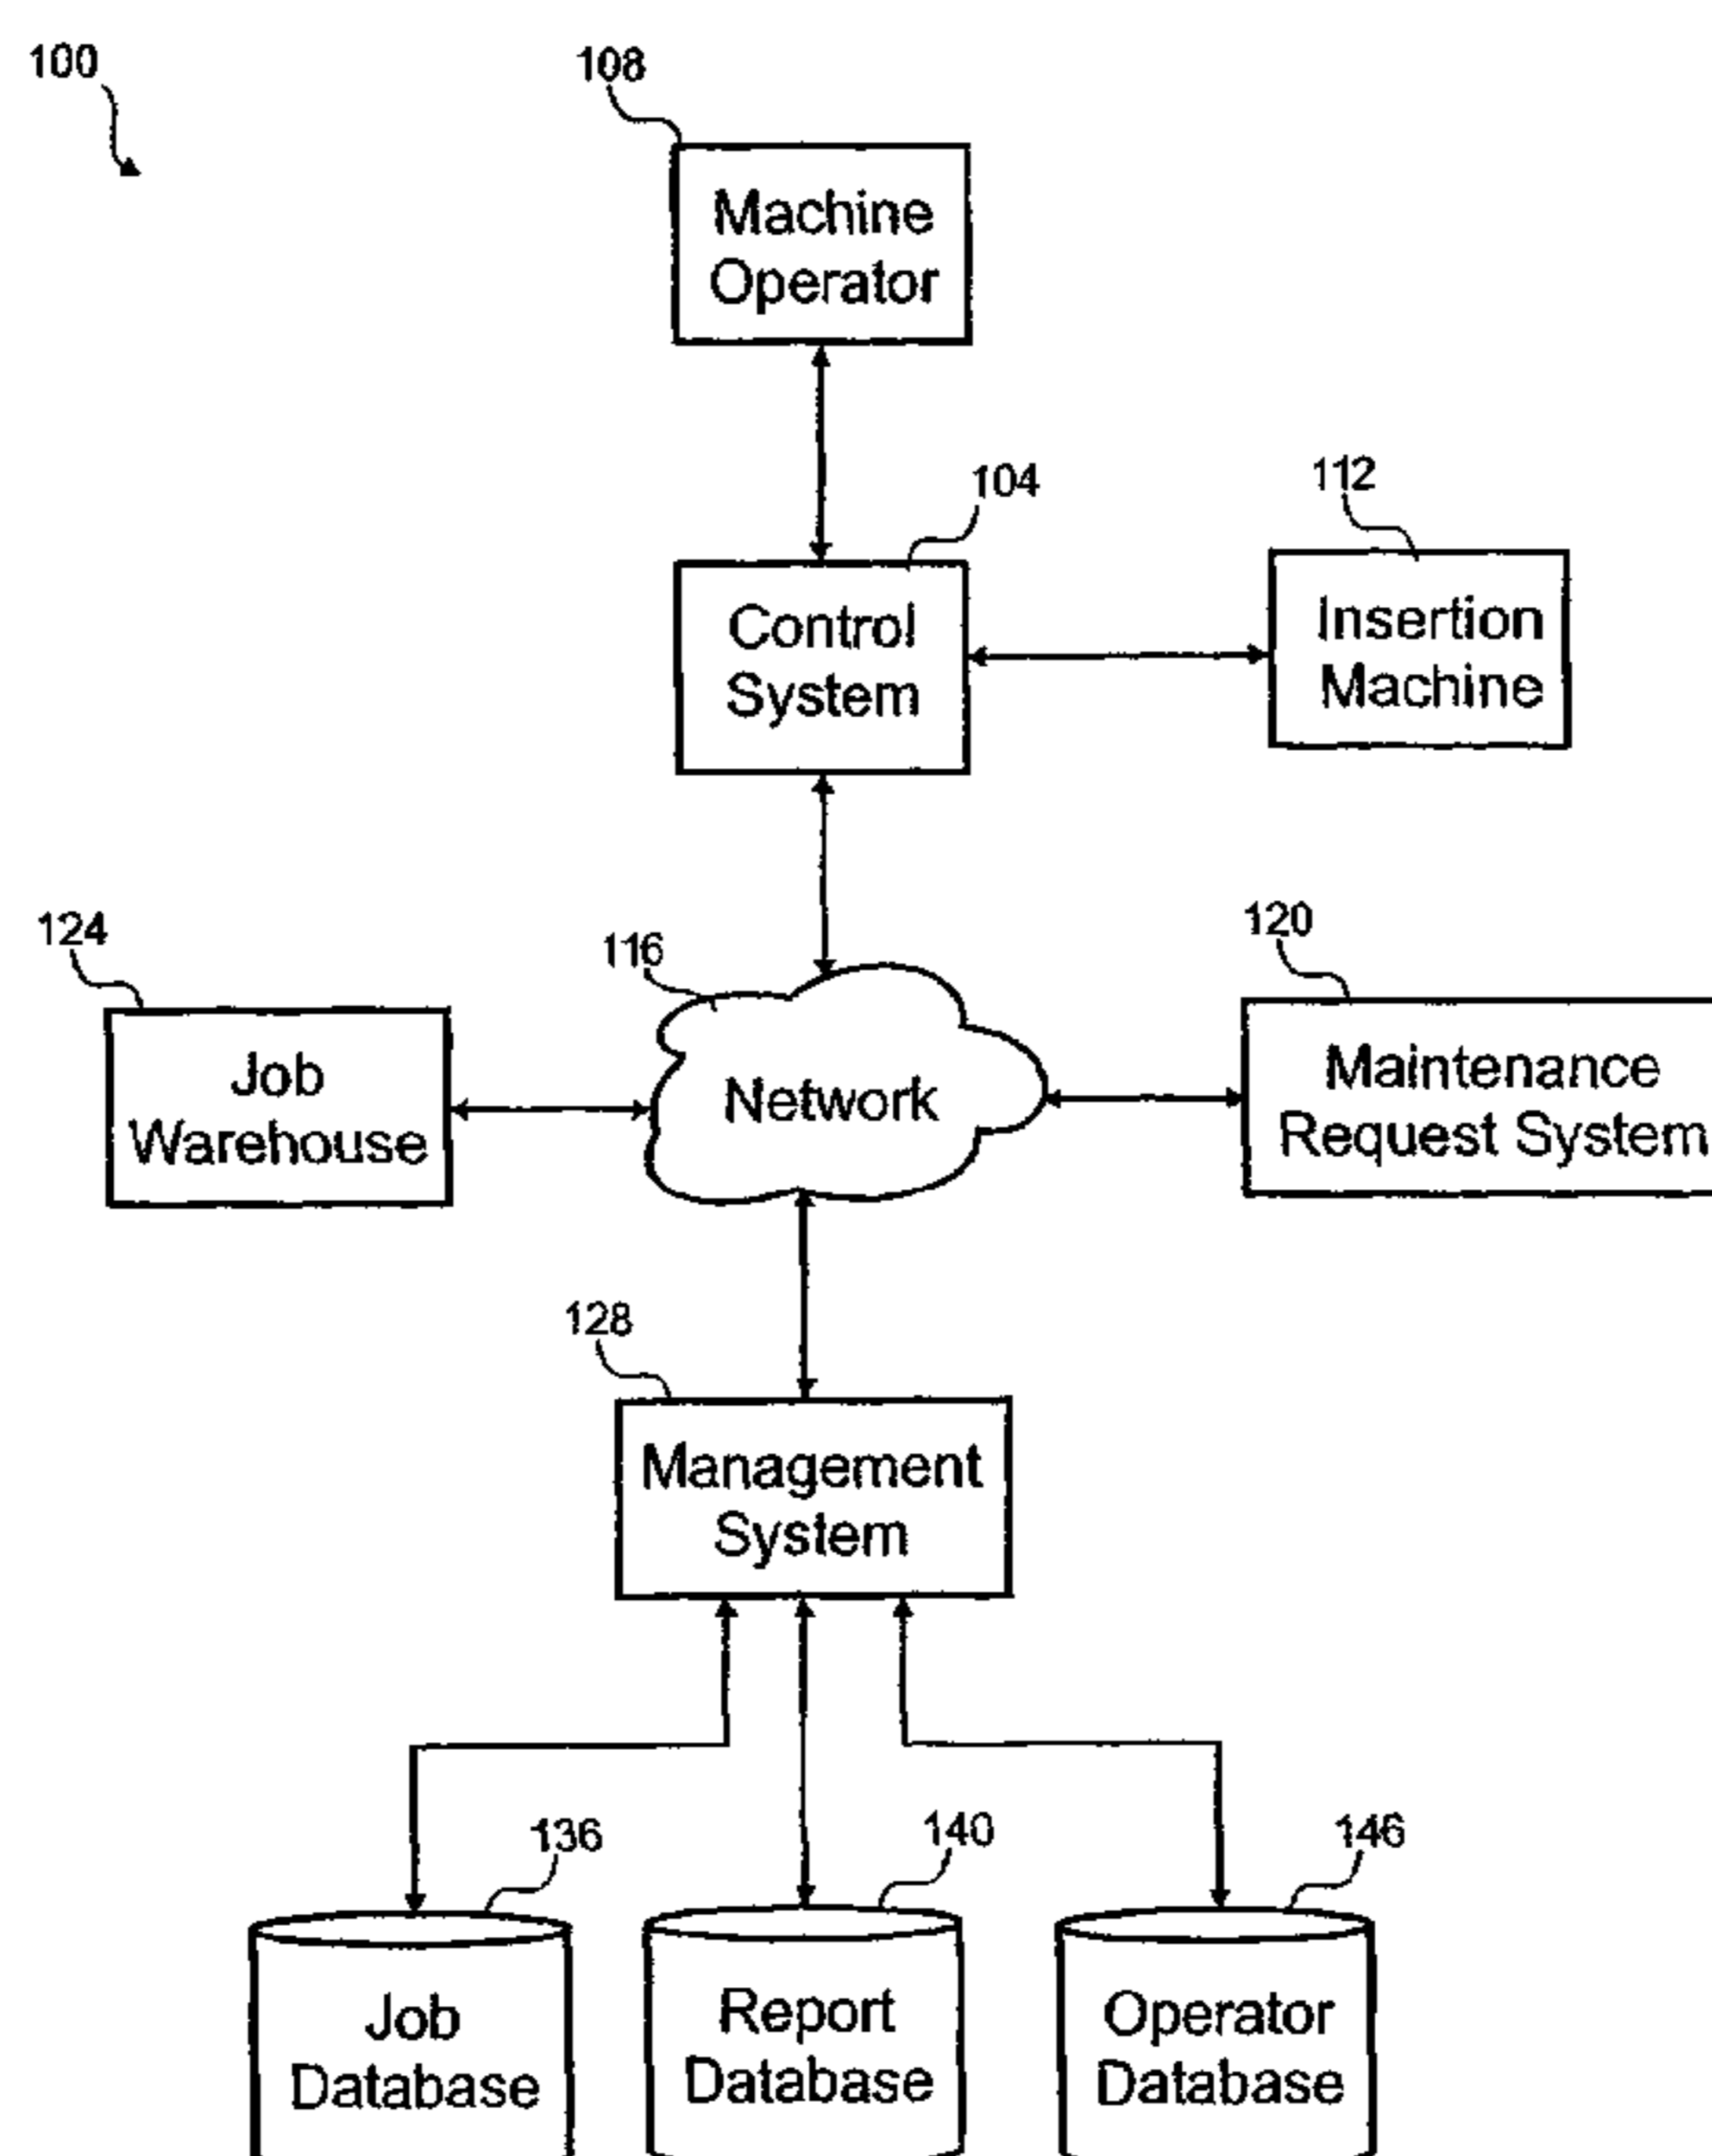 100
108
Machine
Operator
104
112
Control
System
Insertion
Machine
124
116
120
Job
Warehouse
Network
Maintenance
Request System
128
Management
System
136
140
146
Job
Database
Report
Database
Operator
Database